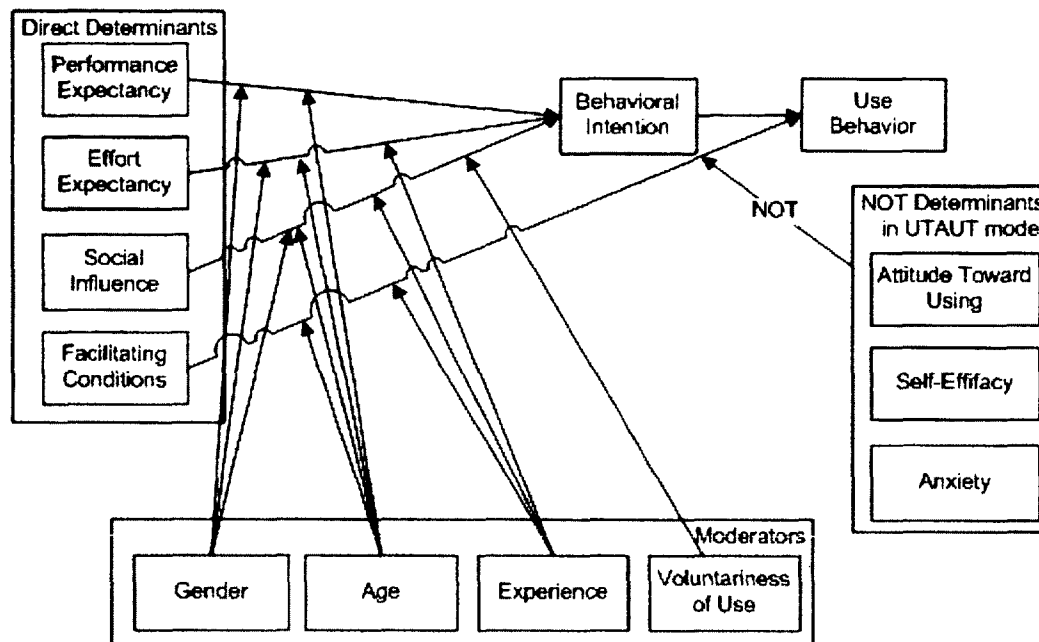 Direct Determinants
Performance
Expectancy
Effort
Expectancy
Social
Influence
Facilitating
Conditions
Behavioral
Intention
Use
Behavior
NOT
NOT Determinants
in UTAUT mode
Attitude Toward
Using
Self-Effifacy
Anxiety
Moderators
Gender
Age
Experience
Voluntariness
of Use